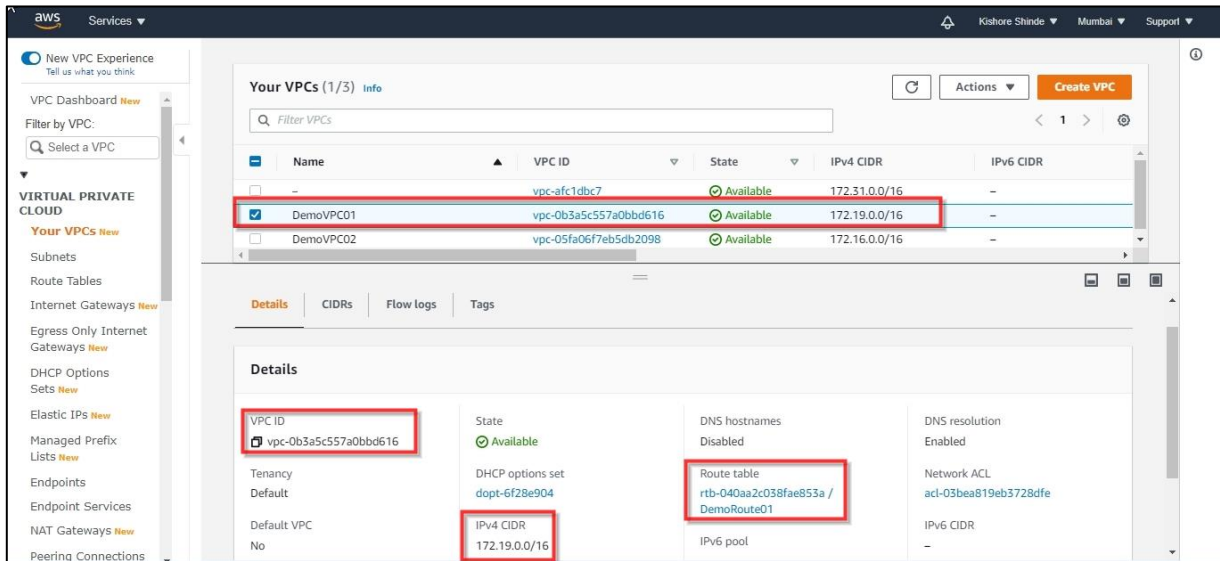 aws Services ▼ Kishore Shinde ▼ Mumbai ▼ Support ▼
New VPC Experience
Tell us what you think
VPC Dashboard New
Filter by VPC:
Select a VPC
VIRTUAL PRIVATE
CLOUD
Your VPCs New
Subnets
Route Tables
Internet Gateways New
Egress Only Internet
Gateways New
DHCP Options
Sets New
Elastic IPs New
Managed Prefix
Lists New
Endpoints
Endpoint Services
NAT Gateways New
Peering Connections
Your VPCs (1/3) Info Actions ▼ Create VPC
Filter VPCs < 1 >
Name VPC ID State IPv4 CIDR IPv6 CIDR
– vpc-afc1dbc7 Available 172.31.0.0/16 –
DemoVPC01 vpc-0b3a5c557a0bbd616 Available 172.19.0.0/16 –
DemoVPC02 vpc-05fa06f7eb5db2098 Available 172.16.0.0/16 –
Details CIDRs Flow logs Tags
Details
VPC ID State DNS hostnames DNS resolution
vpc-0b3a5c557a0bbd616 Available Disabled Enabled
Tenancy DHCP options set Route table Network ACL
Default dopt-6f28e904 rtb-040aa2c038fae853a / acl-03bea819eb3728dfe
DemoRoute01
Default VPC IPv4 CIDR IPv6 pool IPv6 CIDR
No 172.19.0.0/16 –